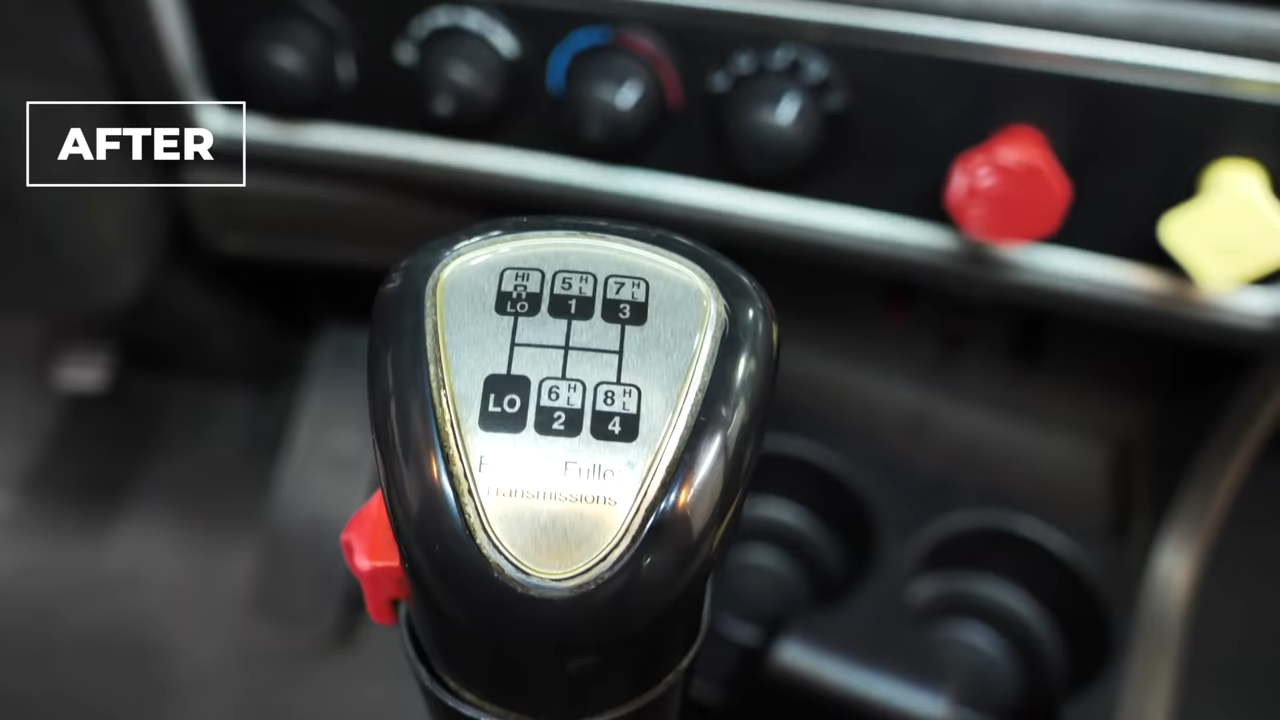 AFTER
HI 5 H L 7 H L
R 1 3
LO
LO 6 H L 8 H L
2 4
Transmissions